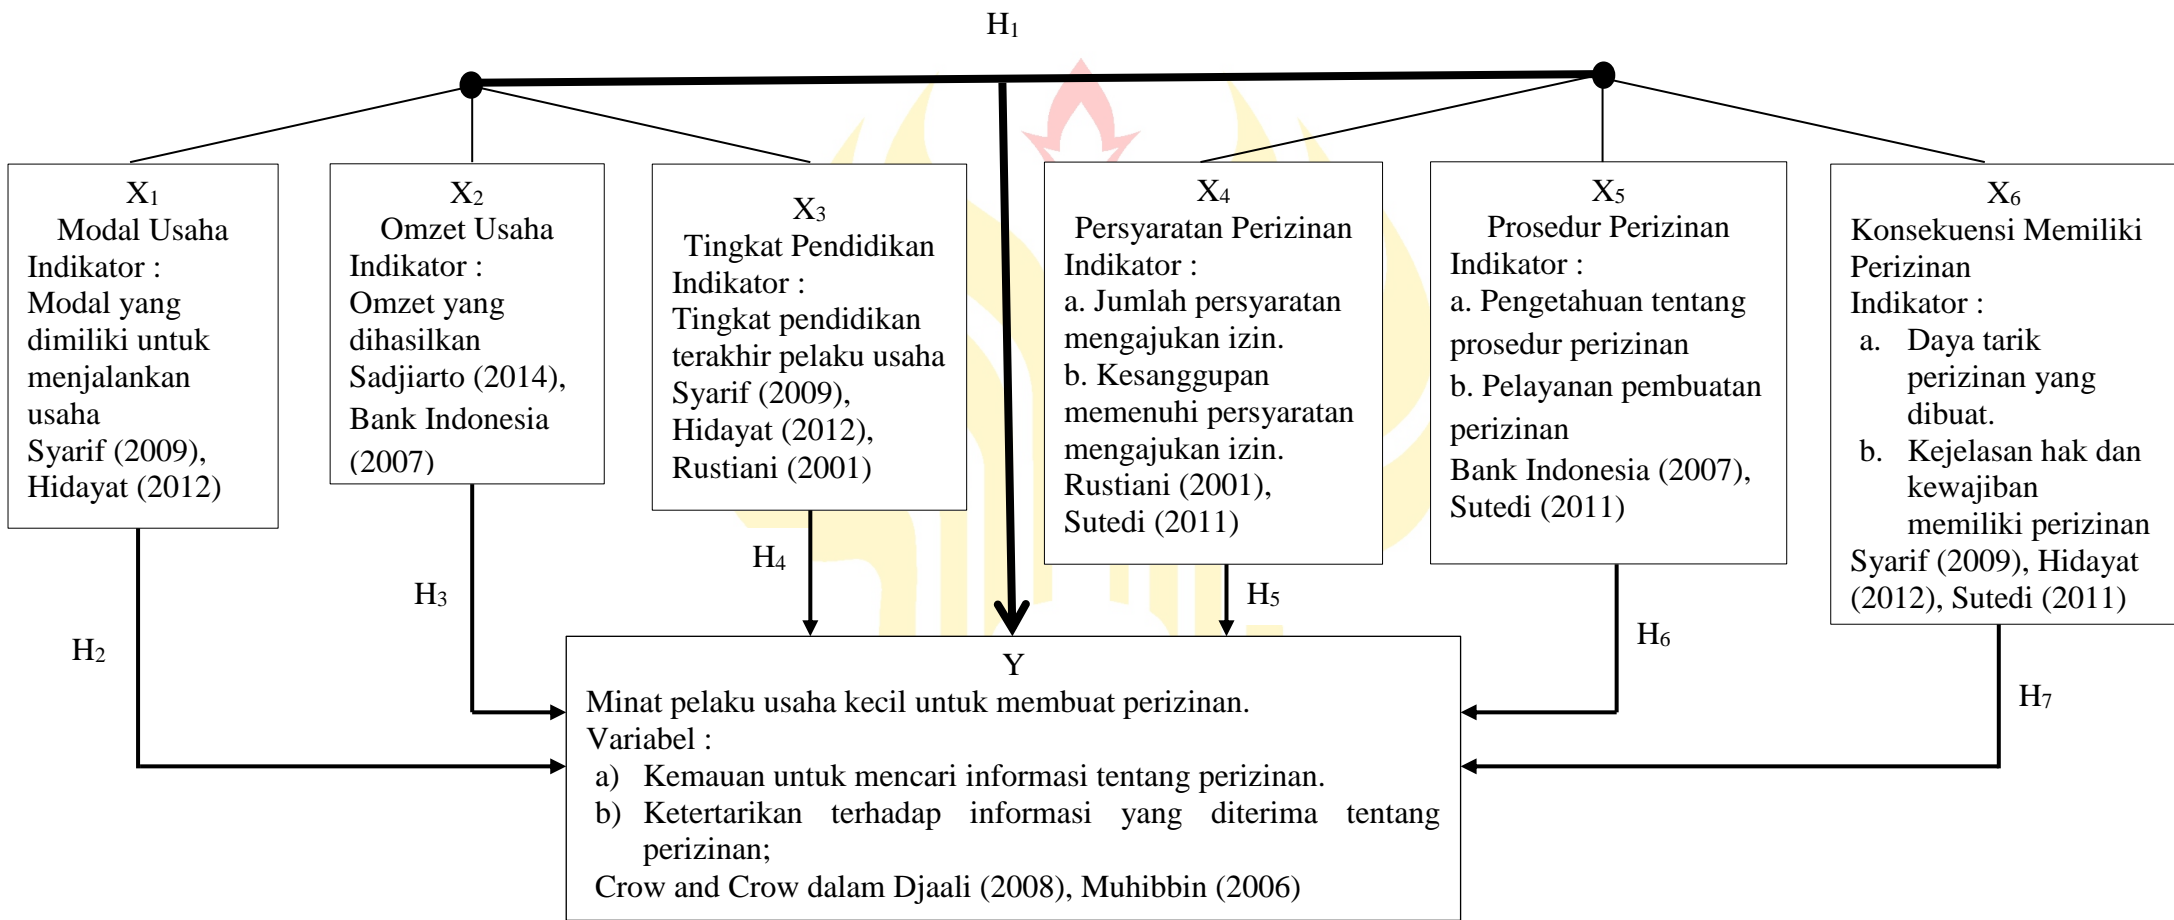 H₁
X₁
Modal Usaha
Indikator :
Modal yang
dimiliki untuk
menjalankan
usaha
Syarif (2009),
Hidayat (2012)
X₂
Omzet Usaha
Indikator :
Omzet yang
dihasilkan
Sadjiarto (2014),
Bank Indonesia
(2007)
X₃
Tingkat Pendidikan
Indikator :
Tingkat pendidikan
terakhir pelaku usaha
Syarif (2009),
Hidayat (2012),
Rustiani (2001)
X₄
Persyaratan Perizinan
Indikator :
a. Jumlah persyaratan
mengajukan izin.
b. Kesanggupan
memenuhi persyaratan
mengajukan izin.
Rustiani (2001),
Sutedi (2011)
X₅
Prosedur Perizinan
Indikator :
a. Pengetahuan tentang
prosedur perizinan
b. Pelayanan pembuatan
perizinan
Bank Indonesia (2007),
Sutedi (2011)
X₆
Konsekuensi Memiliki
Perizinan
Indikator :
a. Daya tarik
perizinan yang
dibuat.
b. Kejelasan hak dan
kewajiban
memiliki perizinan
Syarif (2009), Hidayat
(2012), Sutedi (2011)
H₂
H₃
H₄
H₅
H₆
H₇
Y
Minat pelaku usaha kecil untuk membuat perizinan.
Variabel :
a) Kemauan untuk mencari informasi tentang perizinan.
b) Ketertarikan terhadap informasi yang diterima tentang
perizinan;
Crow and Crow dalam Djaali (2008), Muhibbin (2006)